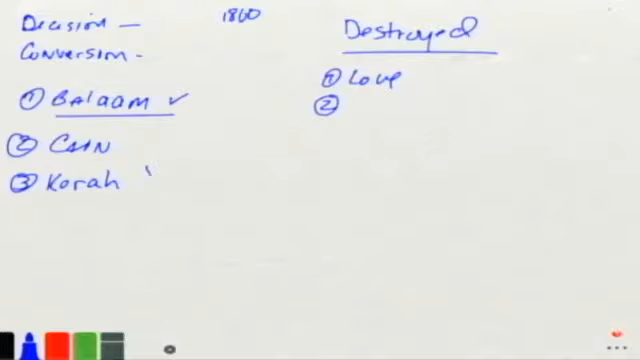 Decision —
Conversion -
① Balaam ✓
② CAIN
③ Korah
1860
Destroyed
① Love
②